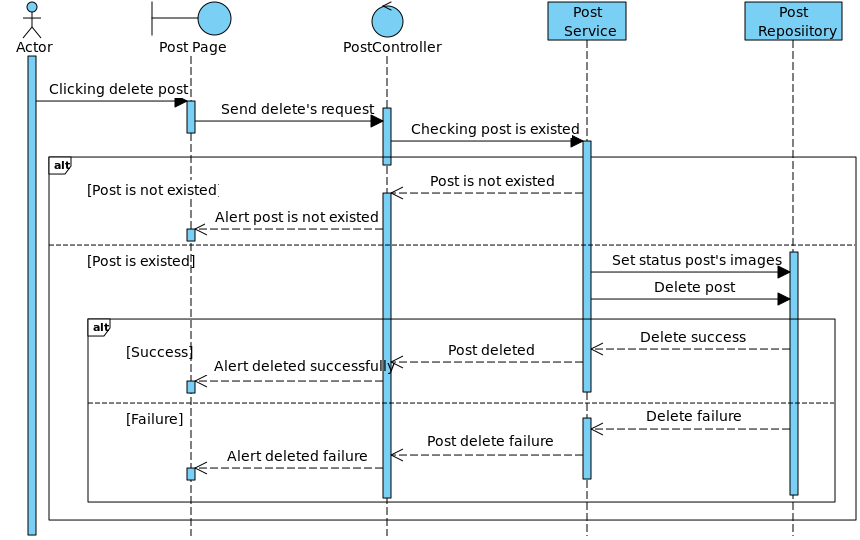 Post
Service
Post
Reposiitory
Actor
Post Page
PostController
Clicking delete post
Send delete's request
Checking post is existed
alt
[Post is not existed]
Post is not existed
Alert post is not existed
[Post is existed]
Set status post's images
Delete post
alt
[Success]
Delete success
Post deleted
Alert deleted successfully
[Failure]
Delete failure
Post delete failure
Alert deleted failure